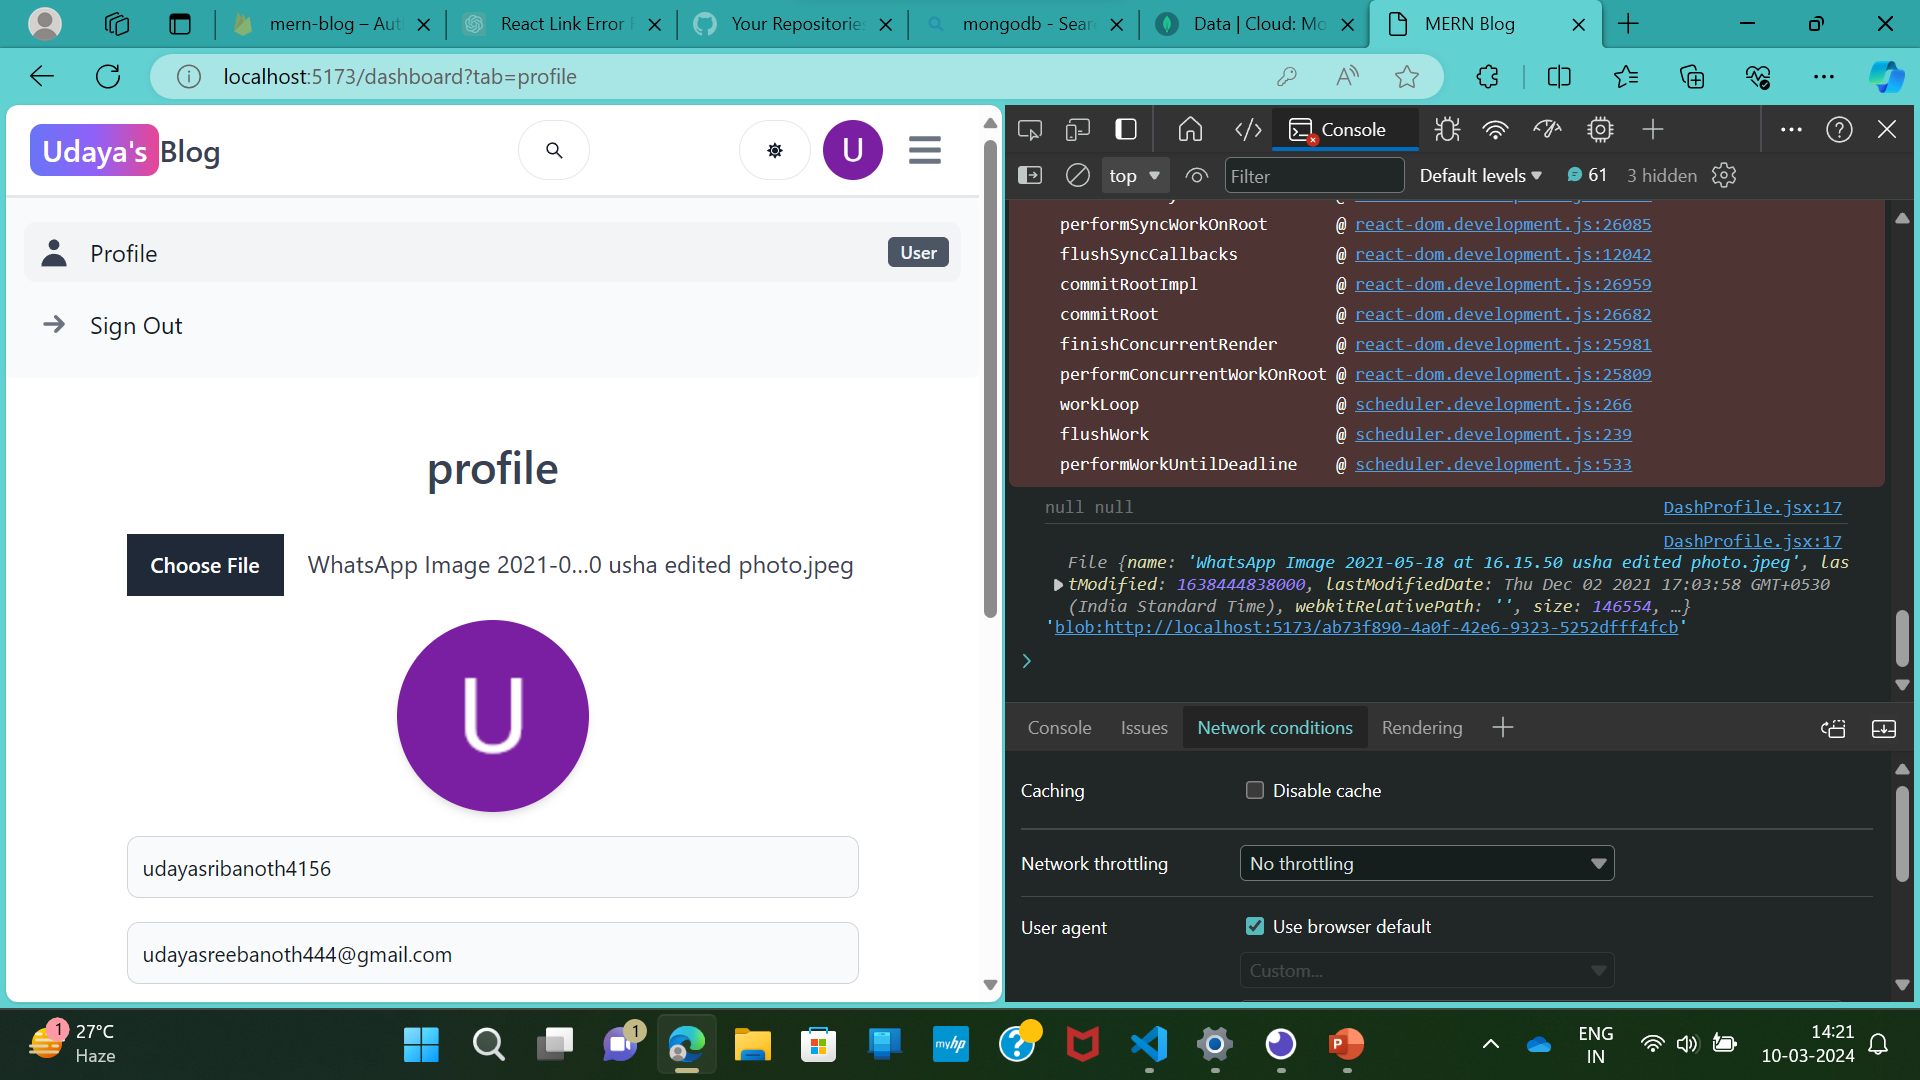 mern-blog – Aut
React Link Error F
Your Repositories
mongodb - Sear
Data | Cloud: Mo
MERN Blog
localhost:5173/dashboard?tab=profile
Udaya's Blog
U
Profile
User
Sign Out
profile
Choose File
WhatsApp Image 2021-0...0 usha edited photo.jpeg
U
udayasribanoth4156
udayasreebanoth444@gmail.com
Console
top
Filter
Default levels
61
3 hidden
performSyncWorkOnRoot @ react-dom.development.js:26085
flushSyncCallbacks @ react-dom.development.js:12042
commitRootImpl @ react-dom.development.js:26959
commitRoot @ react-dom.development.js:26682
finishConcurrentRender @ react-dom.development.js:25981
performConcurrentWorkOnRoot @ react-dom.development.js:25809
workLoop @ scheduler.development.js:266
flushWork @ scheduler.development.js:239
performWorkUntilDeadline @ scheduler.development.js:533
null null DashProfile.jsx:17
DashProfile.jsx:17
File {name: 'WhatsApp Image 2021-05-18 at 16.15.50 usha edited photo.jpeg', las
tModified: 1638444838000, lastModifiedDate: Thu Dec 02 2021 17:03:58 GMT+0530
(India Standard Time), webkitRelativePath: '', size: 146554, …}
'blob:http://localhost:5173/ab73f890-4a0f-42e6-9323-5252dfff4fcb'
Console
Issues
Network conditions
Rendering
Caching
Disable cache
Network throttling
No throttling
User agent
Use browser default
Custom...
1
27°C
Haze
1
myhp
ENG
IN
14:21
10-03-2024